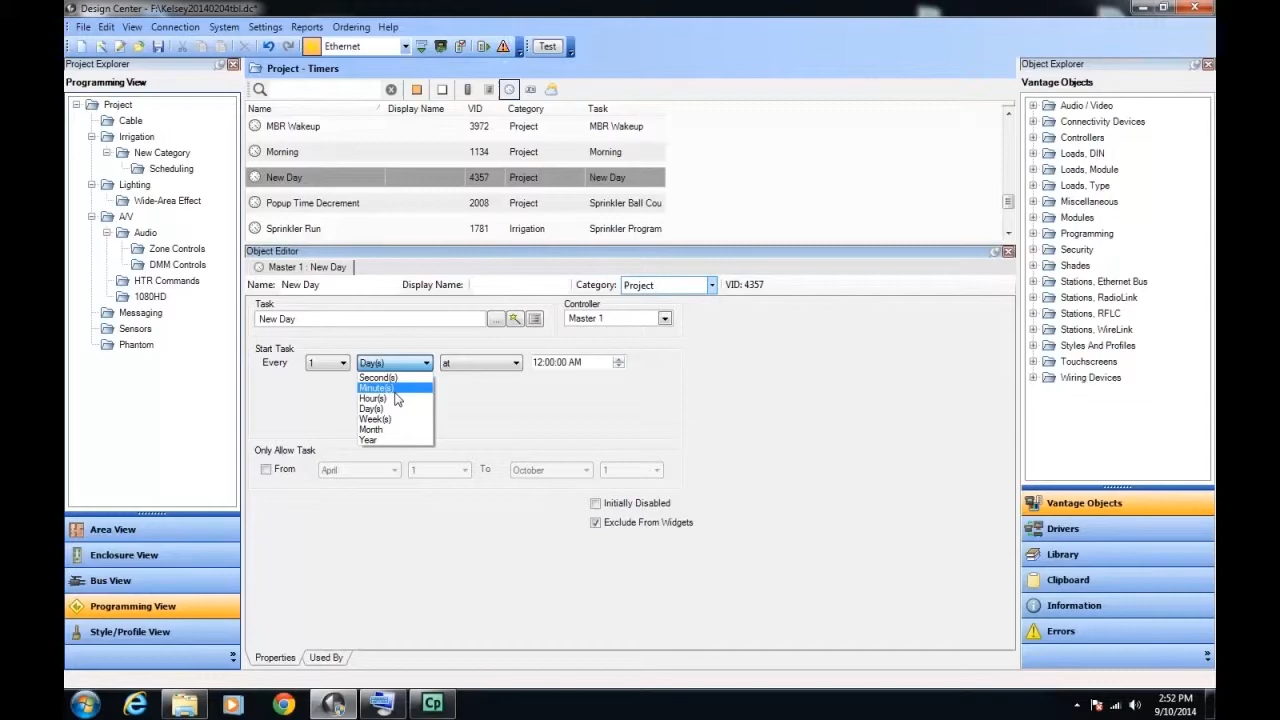 Design Center - F:\Kelsey20140204tbl.dc*
File Edit View Connection System Settings Reports Ordering Help
Ethernet Test
Project Explorer
Programming View
Project
Cable
Irrigation
New Category
Scheduling
Lighting
Wide-Area Effect
A/V
Audio
Zone Controls
DMM Controls
HTR Commands
1080HD
Messaging
Sensors
Phantom
Area View
Enclosure View
Bus View
Programming View
Style/Profile View
Project - Timers
Name Display Name VID Category Task
MBR Wakeup 3972 Project MBR Wakeup
Morning 1134 Project Morning
New Day 4357 Project New Day
Popup Time Decrement 2008 Project Sprinkler Ball Cou
Sprinkler Run 1781 Irrigation Sprinkler Program
Object Editor
Master 1 : New Day
Name: New Day Display Name: Category: Project VID: 4357
Task Controller
New Day ... Master 1
Start Task
Every 1 Day(s) at 12:00:00 AM
Second(s)
Minute(s)
Hour(s)
Day(s)
Week(s)
Month
Year
Only Allow Task
From April 1 To October 1
Initially Disabled
Exclude From Widgets
Properties Used By
Object Explorer
Vantage Objects
Audio / Video
Connectivity Devices
Controllers
Loads, DIN
Loads, Module
Loads, Type
Miscellaneous
Modules
Programming
Security
Shades
Stations, Ethernet Bus
Stations, RadioLink
Stations, RFLC
Stations, WireLink
Styles And Profiles
Touchscreens
Wiring Devices
Vantage Objects
Drivers
Library
Clipboard
Information
Errors
Cp
2:52 PM
9/10/2014